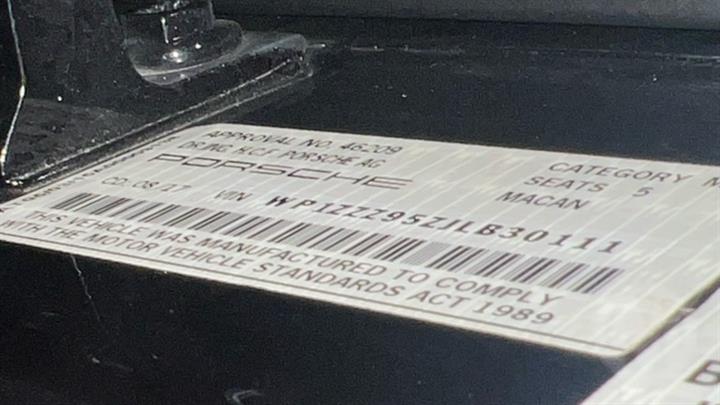 APPROVAL NO. 46209 CATEGORY M
DR.ING. H.C.F. PORSCHE AG SEATS 5
PORSCHE MACAN
CD: 08/17 VIN WP1ZZZ95ZJLB30111
THIS VEHICLE WAS MANUFACTURED TO COMPLY
WITH THE MOTOR VEHICLE STANDARDS ACT 1989
B